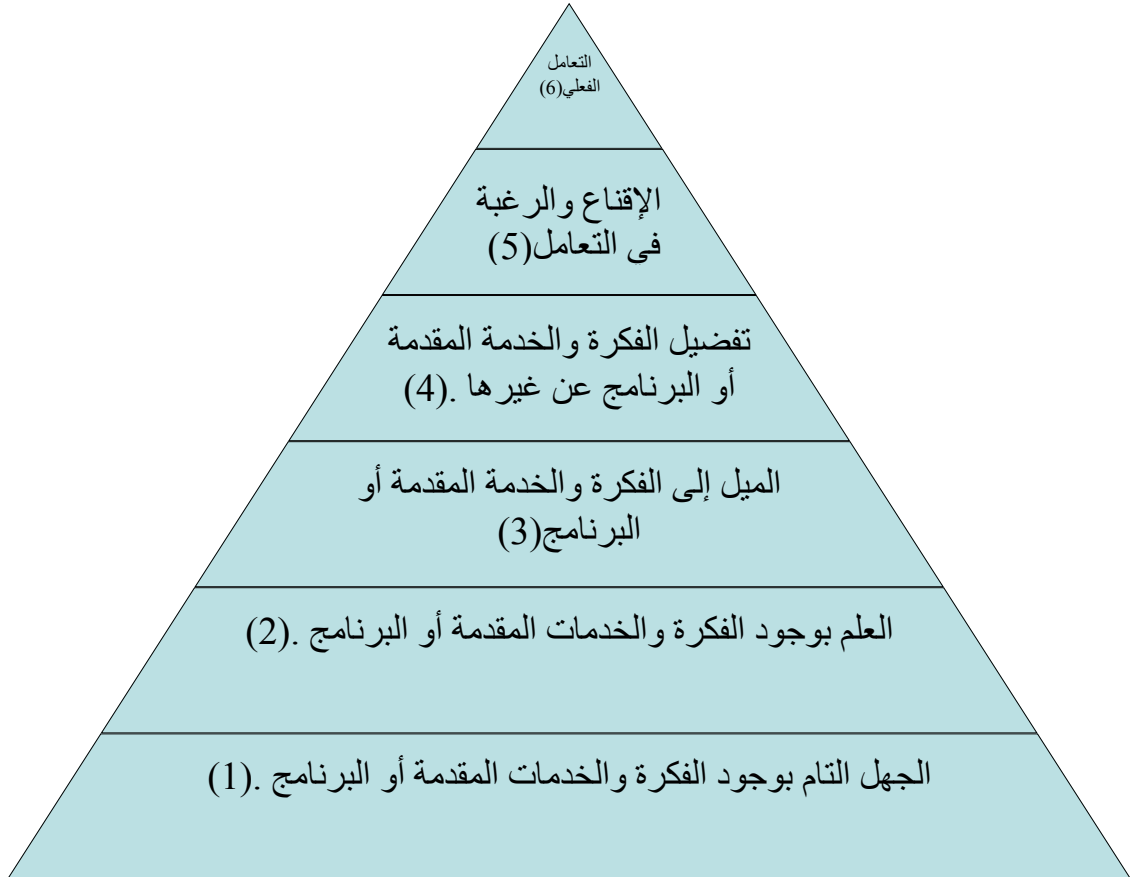 التعامل
الفعلي(6)
الإقناع والرغبة
في التعامل(5)
تفضيل الفكرة والخدمة المقدمة
أو البرنامج عن غيرها .(4)
الميل إلى الفكرة والخدمة المقدمة أو
البرنامج(3)
العلم بوجود الفكرة والخدمات المقدمة أو البرنامج .(2)
الجهل التام بوجود الفكرة والخدمات المقدمة أو البرنامج .(1)